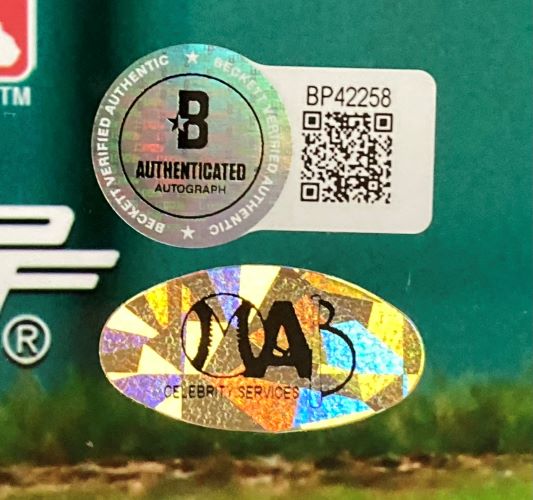 TM
BECKETT VERIFIED AUTHENTIC ★ BECKETT VERIFIED AUTHENTIC ★
B
AUTHENTICATED
AUTOGRAPH
BP42258
®
MAB
CELEBRITY SERVICES